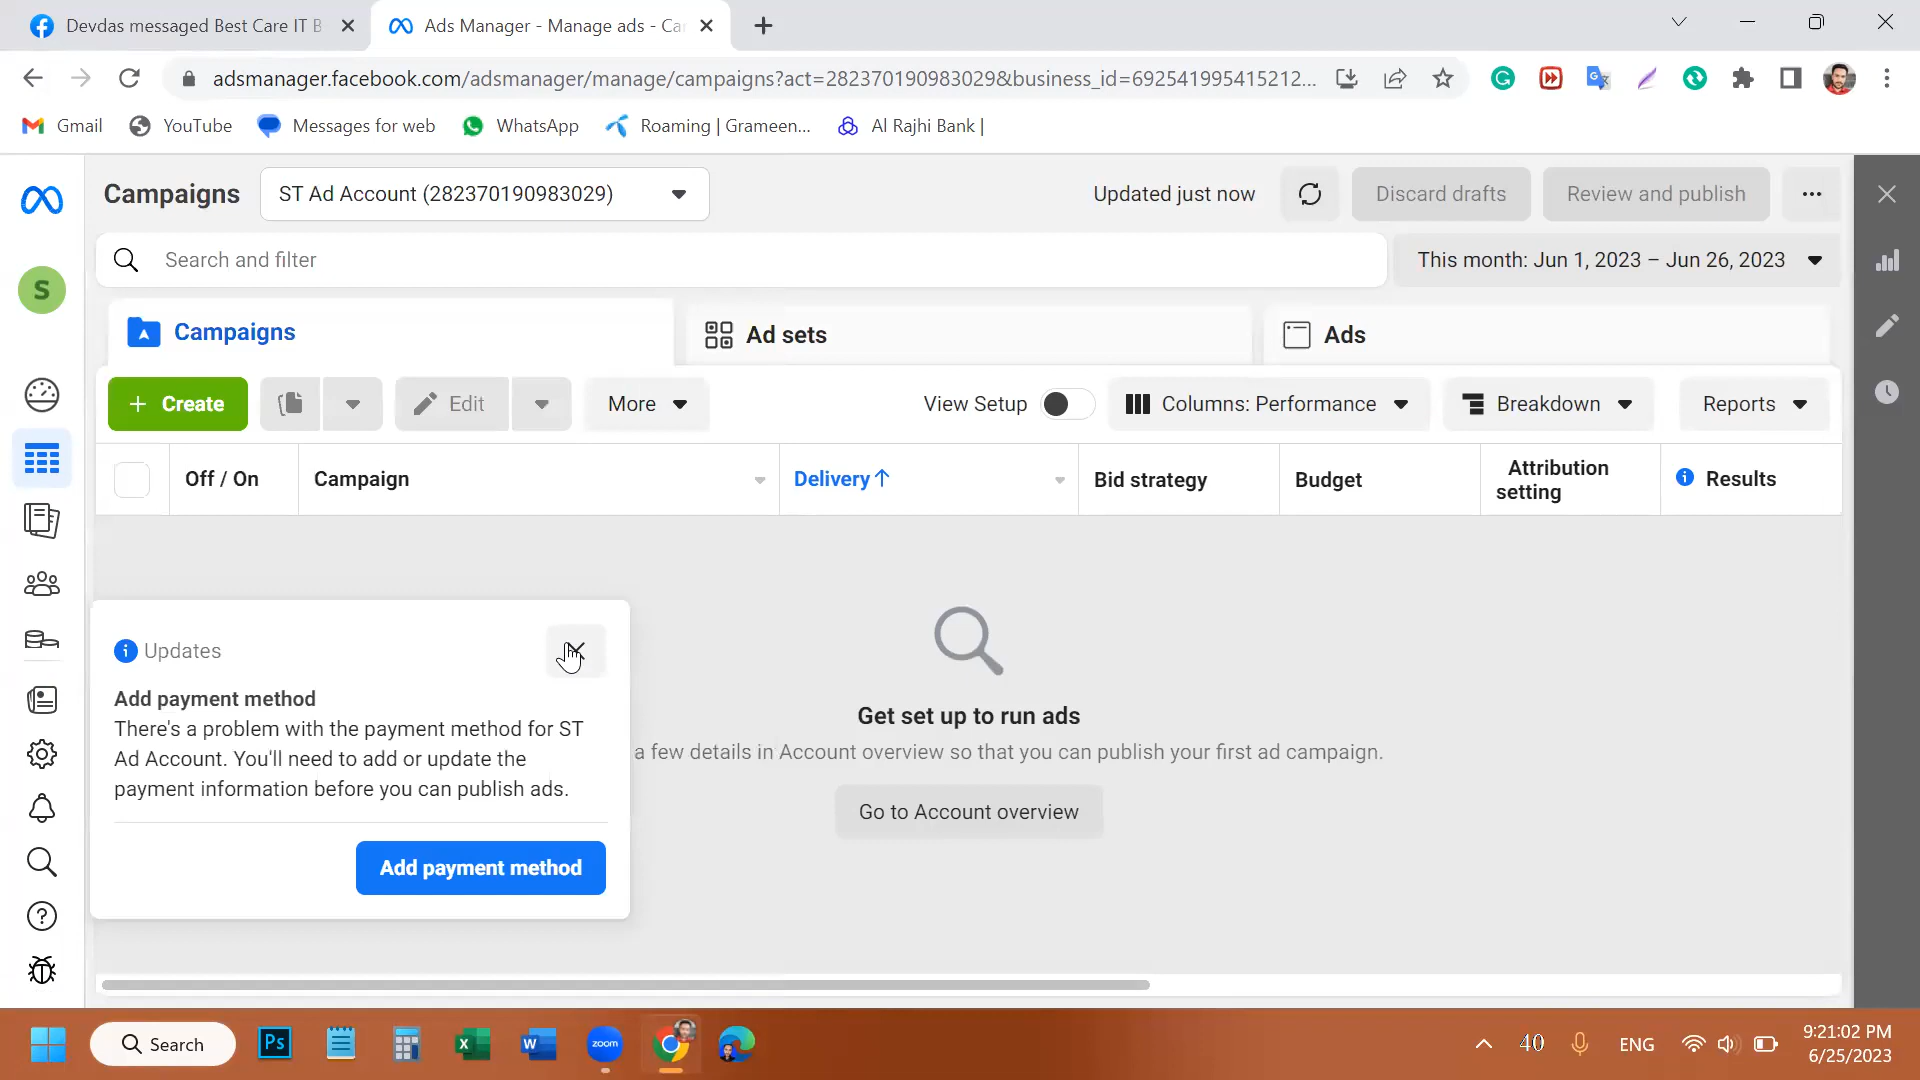 Devdas messaged Best Care IT B
Ads Manager - Manage ads - Ca
adsmanager.facebook.com/adsmanager/manage/campaigns?act=282370190983029&business_id=692541995415212...
Gmail YouTube Messages for web WhatsApp Roaming | Grameen... Al Rajhi Bank |
Campaigns ST Ad Account (282370190983029) Updated just now Discard drafts Review and publish
S
Search and filter This month: Jun 1, 2023 – Jun 26, 2023
Campaigns Ad sets Ads
+ Create Edit More View Setup Columns: Performance Breakdown Reports
Off / On Campaign Delivery↑ Bid strategy Budget Attribution setting Results
Updates
Add payment method
There's a problem with the payment method for ST
Ad Account. You'll need to add or update the
payment information before you can publish ads.
Add payment method
Get set up to run ads
a few details in Account overview so that you can publish your first ad campaign.
Go to Account overview
Search Ps zoom 40 ENG 9:21:02 PM
6/25/2023